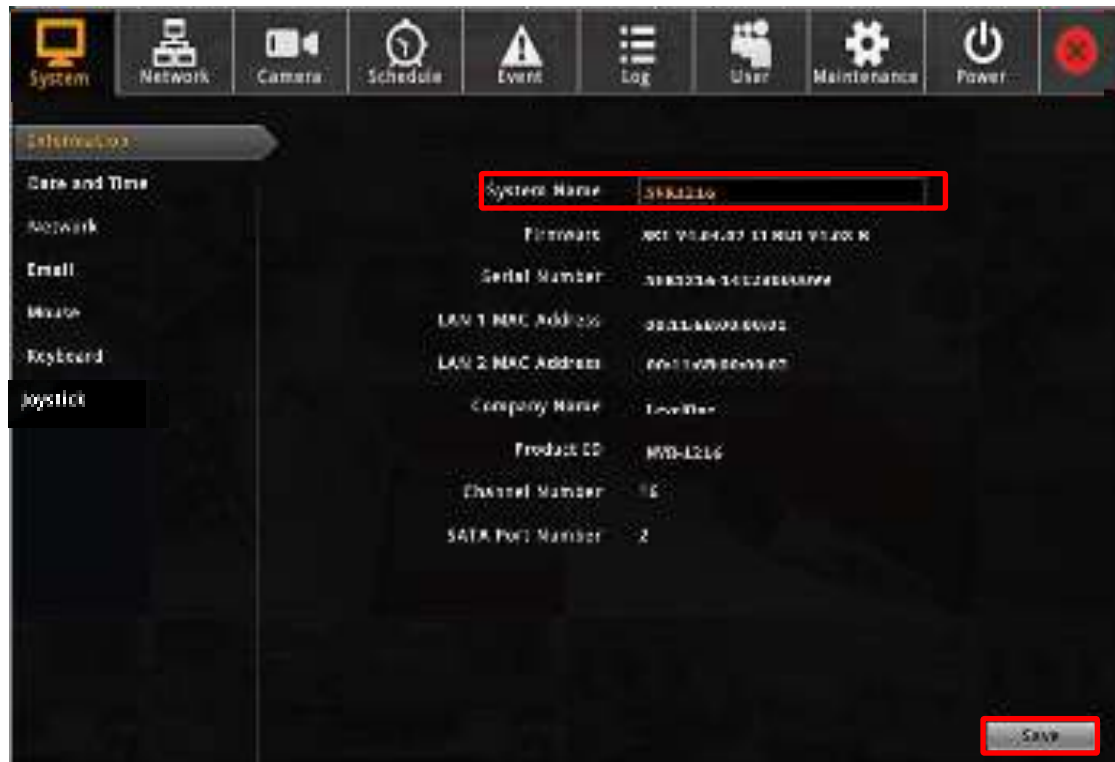 System Network Camera Schedule Event Log User Maintenance Power
Information
Date and Time
Network
Email
Mouse
Keyboard
Joystick
System Name
Firmware
Serial Number
LAN 1 MAC Address
LAN 2 MAC Address
Company Name LevelOne
Product ID
Channel Number 16
SATA Port Number 2
Save